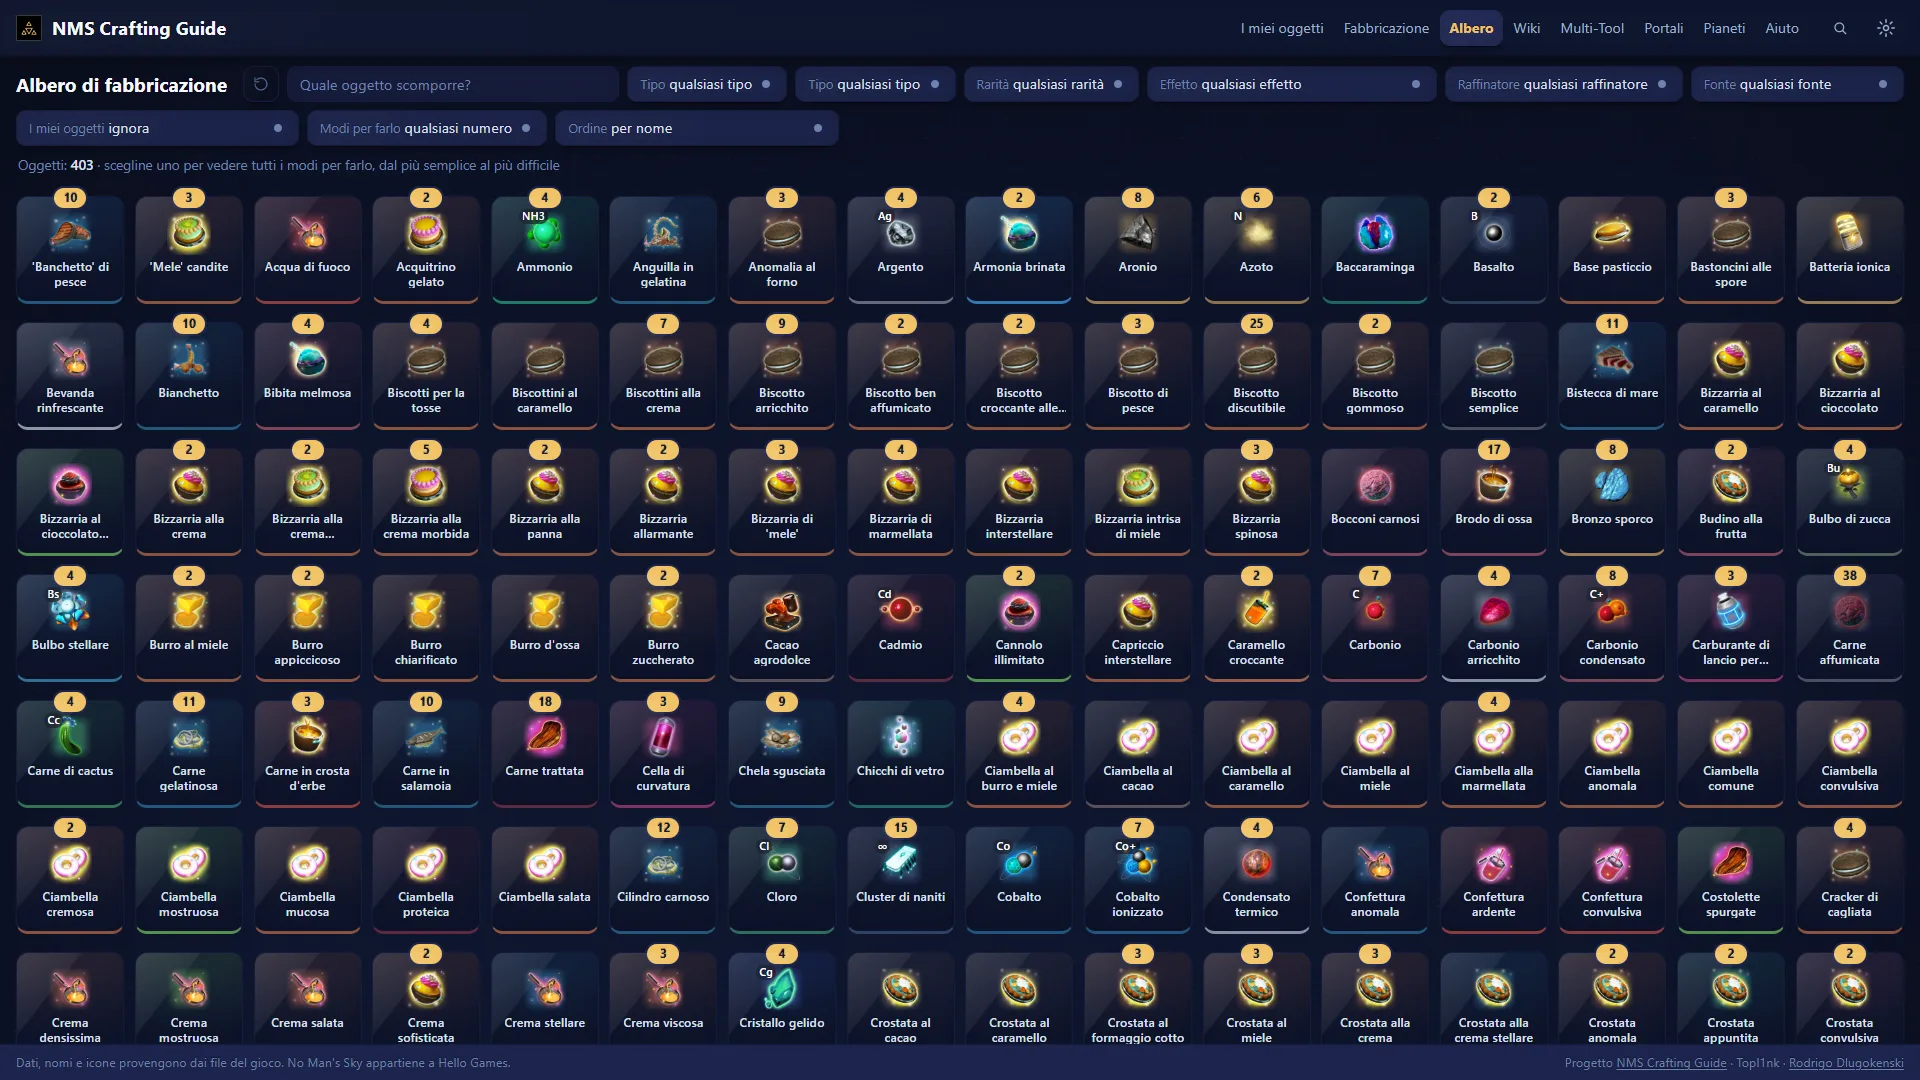 NMS Crafting Guide
I miei oggetti
Fabbricazione
Albero
Wiki
Multi-Tool
Portali
Pianeti
Aiuto
Albero di fabbricazione
Quale oggetto scomporre?
Tipo qualsiasi tipo
Tipo qualsiasi tipo
Rarità qualsiasi rarità
Effetto qualsiasi effetto
Raffinatore qualsiasi raffinatore
Fonte qualsiasi fonte
I miei oggetti ignora
Modi per farlo qualsiasi numero
Ordine per nome
Oggetti: 403 · scegline uno per vedere tutti i modi per farlo, dal più semplice al più difficile
10
'Banchetto' di
pesce
3
'Mele' candite
Acqua di fuoco
2
Acquitrino
gelato
4
NH3
Ammonio
Anguilla in
gelatina
3
Anomalia al
forno
4
Ag
Argento
2
Armonia brinata
8
Aronio
6
N
Azoto
Baccaraminga
2
B
Basalto
Base pasticcio
3
Bastoncini alle
spore
Batteria ionica
Bevanda
rinfrescante
10
Bianchetto
4
Bibita melmosa
4
Biscotti per la
tosse
Biscottini al
caramello
7
Biscottini alla
crema
9
Biscotto
arricchito
2
Biscotto ben
affumicato
2
Biscotto
croccante alle…
3
Biscotto di
pesce
25
Biscotto
discutibile
2
Biscotto
gommoso
Biscotto
semplice
11
Bistecca di mare
Bizzarria al
caramello
Bizzarria al
cioccolato
Bizzarria al
cioccolato…
2
Bizzarria alla
crema
2
Bizzarria alla
crema…
5
Bizzarria alla
crema morbida
2
Bizzarria alla
panna
2
Bizzarria
allarmante
3
Bizzarria di
'mele'
4
Bizzarria di
marmellata
Bizzarria
interstellare
Bizzarria intrisa
di miele
3
Bizzarria
spinosa
Bocconi carnosi
17
Brodo di ossa
8
Bronzo sporco
2
Budino alla
frutta
4
Bu
Bulbo di zucca
4
Bs
Bulbo stellare
2
Burro al miele
2
Burro
appiccicoso
Burro
chiarificato
Burro d'ossa
2
Burro
zuccherato
Cacao
agrodolce
Cd
Cadmio
2
Cannolo
illimitato
Capriccio
interstellare
2
Caramello
croccante
7
C
Carbonio
4
Carbonio
arricchito
8
C+
Carbonio
condensato
3
Carburante di
lancio per…
38
Carne
affumicata
4
Cc
Carne di cactus
11
Carne
gelatinosa
3
Carne in crosta
d'erbe
10
Carne in
salamoia
18
Carne trattata
3
Cella di
curvatura
9
Chela sgusciata
Chicchi di vetro
4
Ciambella al
burro e miele
Ciambella al
cacao
Ciambella al
caramello
Ciambella al
miele
4
Ciambella alla
marmellata
Ciambella
anomala
Ciambella
comune
Ciambella
convulsiva
2
Ciambella
cremosa
Ciambella
mostruosa
Ciambella
mucosa
Ciambella
proteica
Ciambella salata
12
Cilindro carnoso
7
Cl
Cloro
15
∞
Cluster di naniti
Co
Cobalto
7
Co+
Cobalto
ionizzato
4
Condensato
termico
Confettura
anomala
Confettura
ardente
Confettura
convulsiva
Costolette
spurgate
4
Cracker di
cagliata
Crema
densissima
Crema
mostruosa
Crema salata
2
Crema
sofisticata
Crema stellare
3
Crema viscosa
4
Cg
Cristallo gelido
Crostata al
cacao
Crostata al
caramello
3
Crostata al
formaggio cotto
3
Crostata al
miele
3
Crostata alla
crema
Crostata alla
crema stellare
2
Crostata
anomala
2
Crostata
appuntita
2
Crostata
convulsiva
Dati, nomi e icone provengono dai file del gioco. No Man's Sky appartiene a Hello Games.
Progetto NMS Crafting Guide · Topl1nk · Rodrigo Dlugokenski